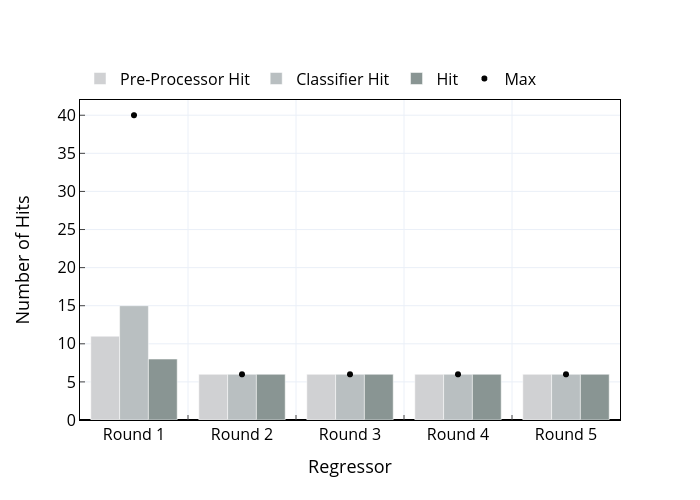 Pre-Processor Hit Classifier Hit Hit Max
40
35
30
25
20
15
10
5
0
Number of Hits
Round 1 Round 2 Round 3 Round 4 Round 5
Regressor